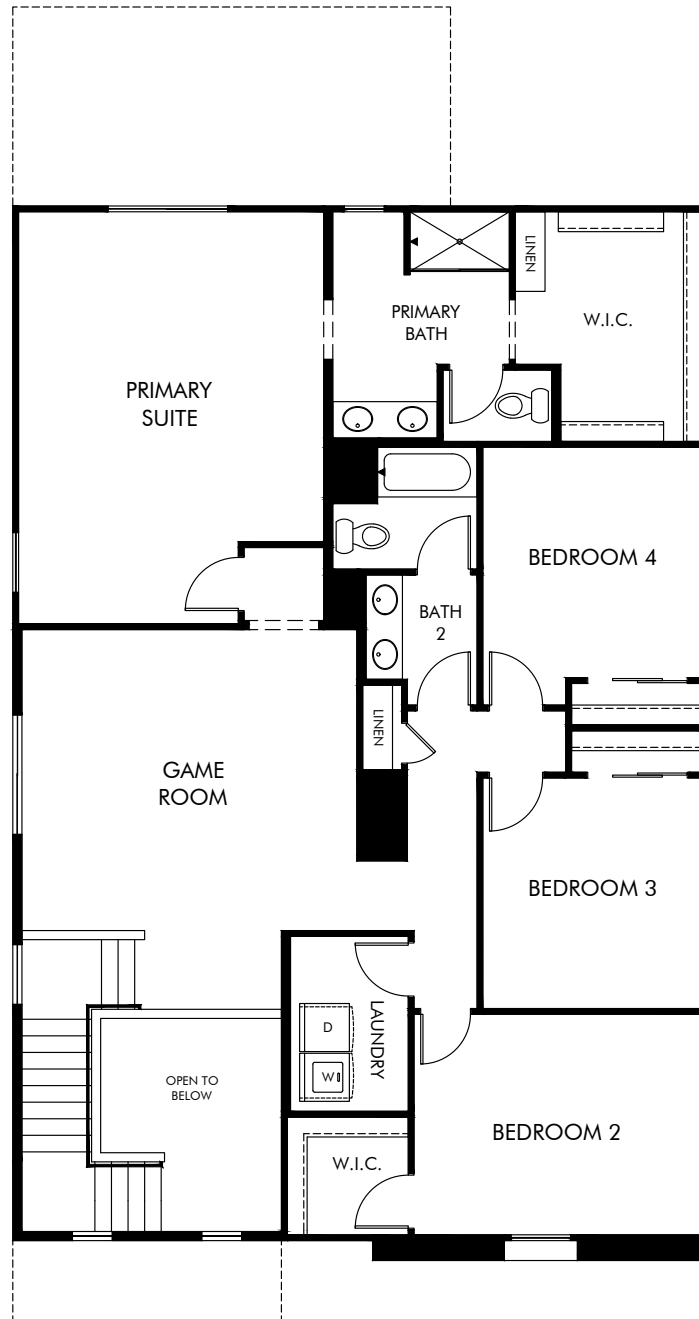 LINEN
PRIMARY
BATH
W.I.C.
PRIMARY
SUITE
BEDROOM 4
BATH
2
LINEN
GAME
ROOM
BEDROOM 3
LAUNDRY
D
W
OPEN TO
BELOW
BEDROOM 2
W.I.C.